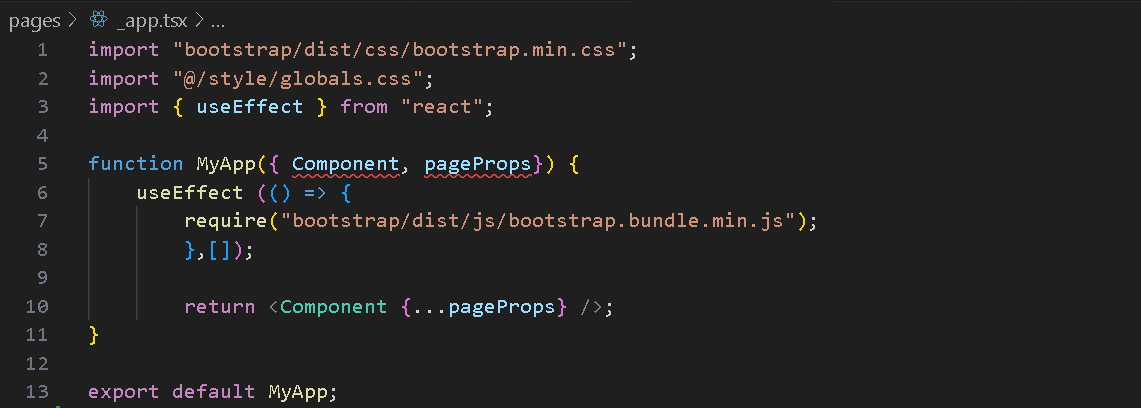 pages > _app.tsx > ...
1 import "bootstrap/dist/css/bootstrap.min.css";
2 import "@/style/globals.css";
3 import { useEffect } from "react";
4
5 function MyApp({ Component, pageProps}) {
6     useEffect (() => {
7         require("bootstrap/dist/js/bootstrap.bundle.min.js");
8         },[]);
9
10         return <Component {...pageProps} />;
11 }
12
13 export default MyApp;